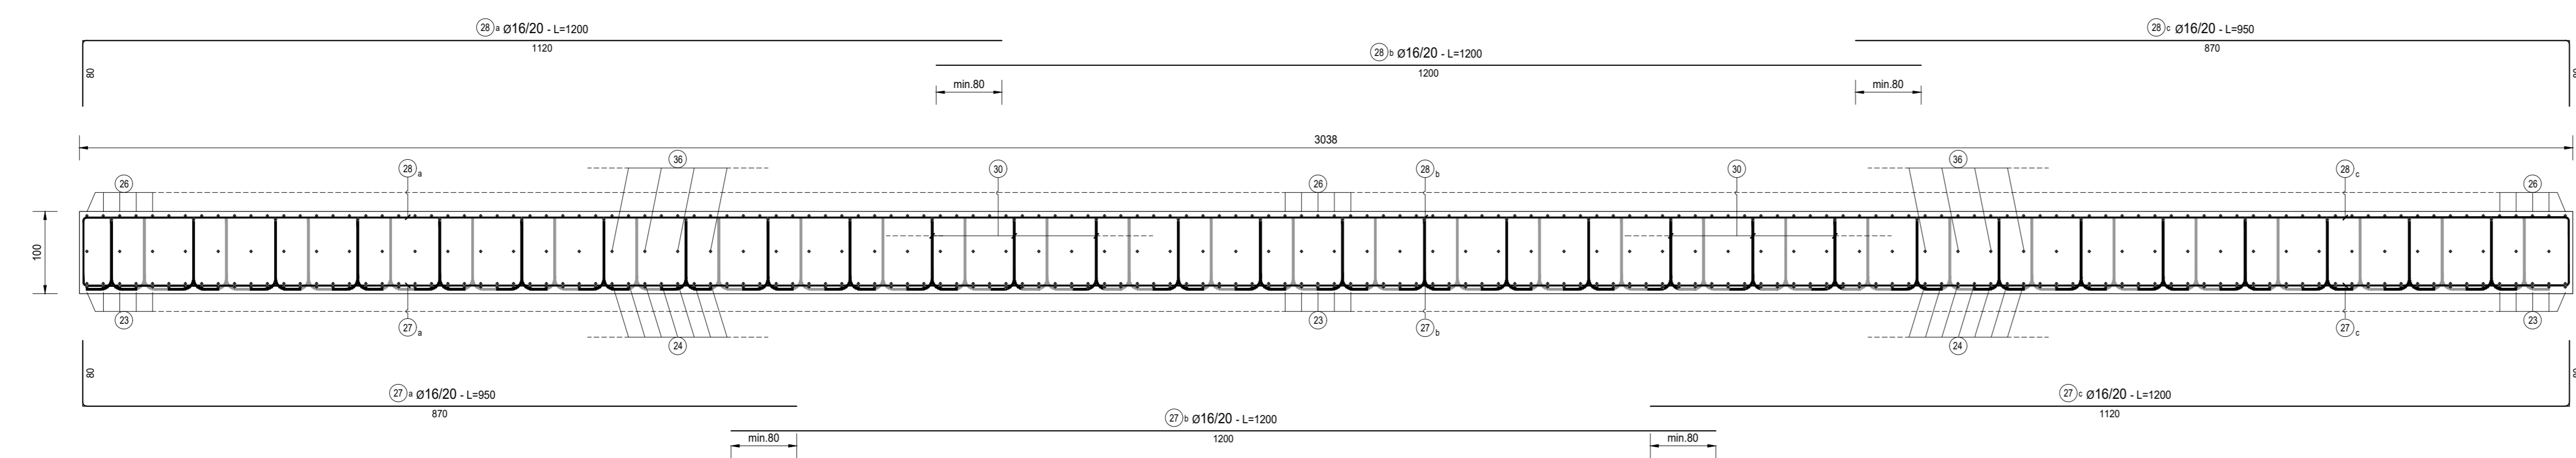 28 a Ø16/20 - L=1200
1120
80
28 b Ø16/20 - L=1200
1200
min.80
min.80
28 c Ø16/20 - L=950
870
80
3038
28 a
36
30
28 b
30
36
28 c
26
26
26
100
23
23
23
27 a
24
27 b
24
27 c
80
27 a Ø16/20 - L=950
870
27 b Ø16/20 - L=1200
1200
min.80
min.80
27 c Ø16/20 - L=1200
1120
80